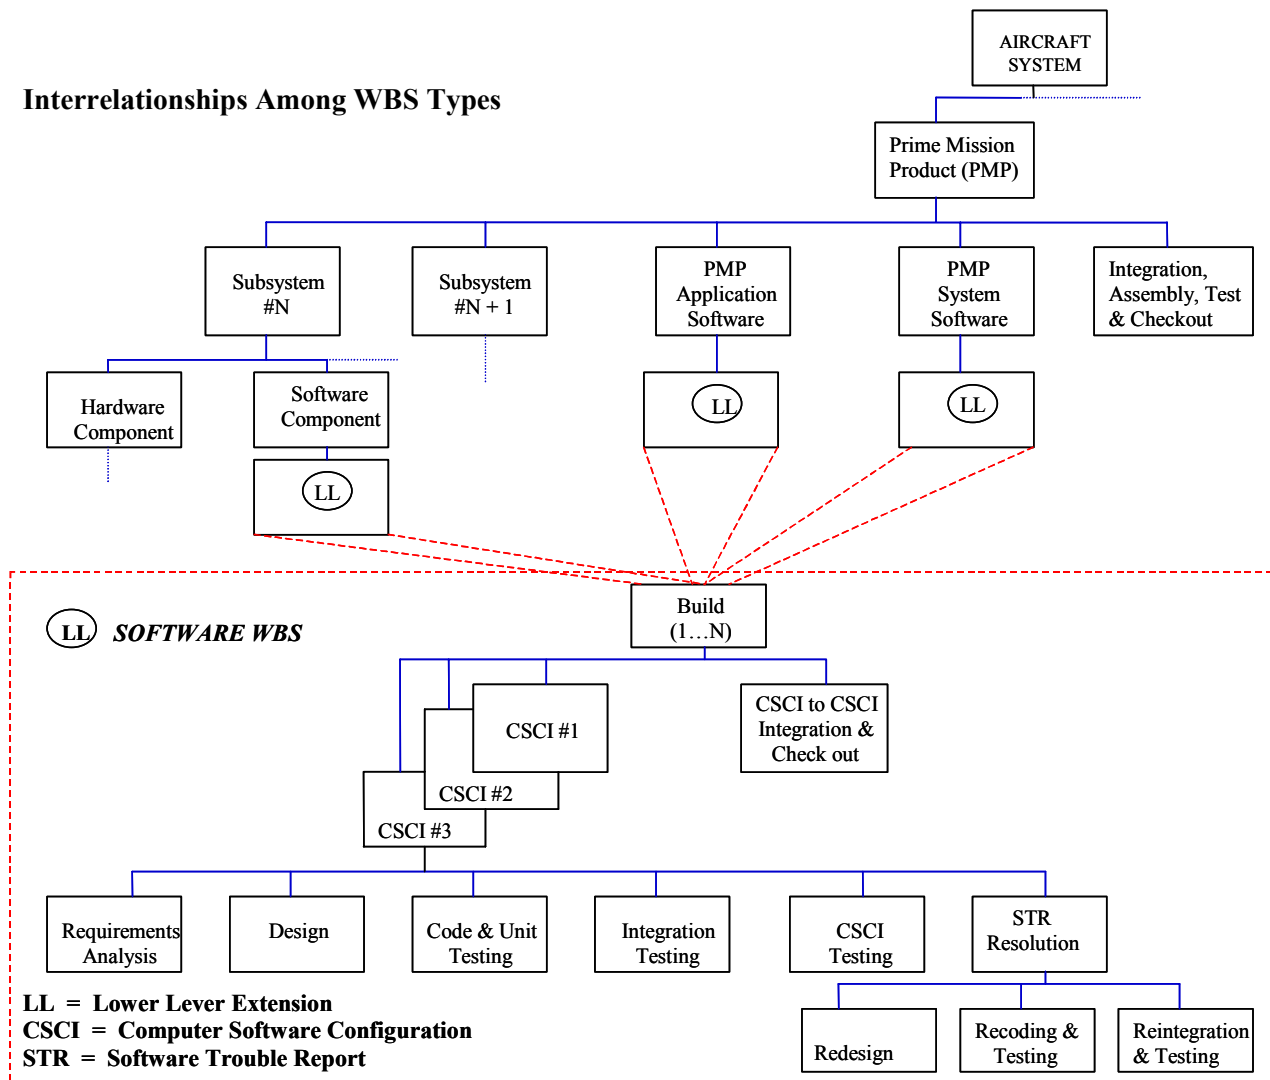 AIRCRAFT
SYSTEM
Interrelationships Among WBS Types
Prime Mission
Product (PMP)
Subsystem
#N
Subsystem
#N + 1
PMP
Application
Software
PMP
System
Software
Integration,
Assembly, Test
& Checkout
Hardware
Component
Software
Component
LL
LL
LL
Build
(1…N)
LL SOFTWARE WBS
CSCI #1
CSCI #2
CSCI #3
CSCI to CSCI
Integration &
Check out
Requirements
Analysis
Design
Code & Unit
Testing
Integration
Testing
CSCI
Testing
STR
Resolution
Redesign
Recoding &
Testing
Reintegration
& Testing
LL = Lower Lever Extension
CSCI = Computer Software Configuration
STR = Software Trouble Report